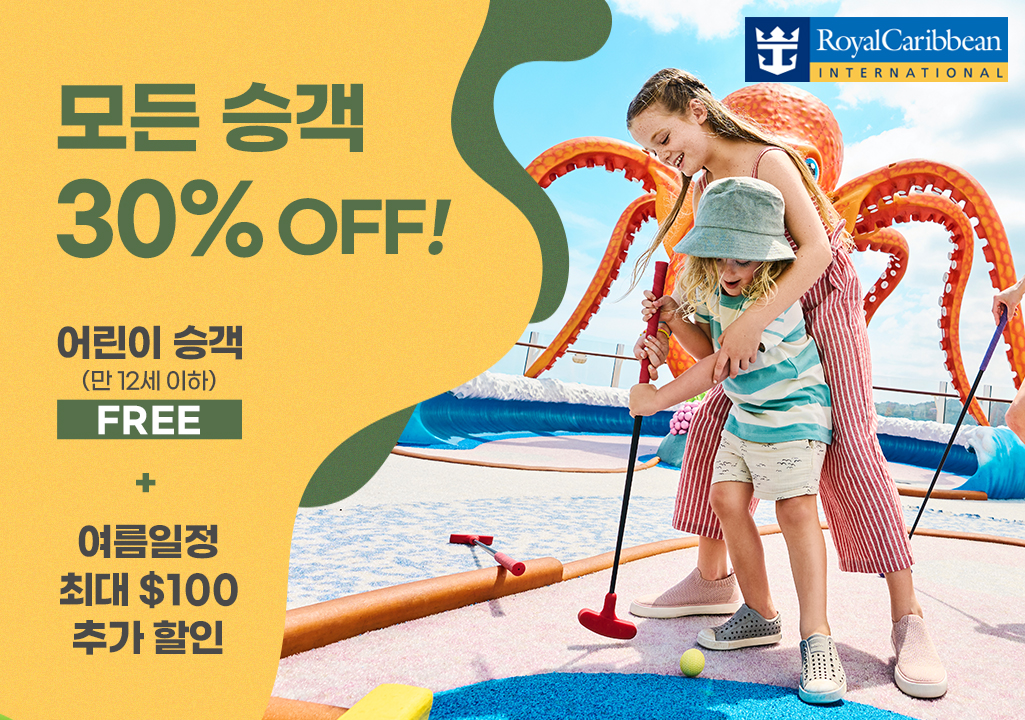 모든 승객
30% OFF!
어린이 승객
(만 12세 이하)
FREE
+
여름일정
최대 $100
추가 할인
RoyalCaribbean
INTERNATIONAL